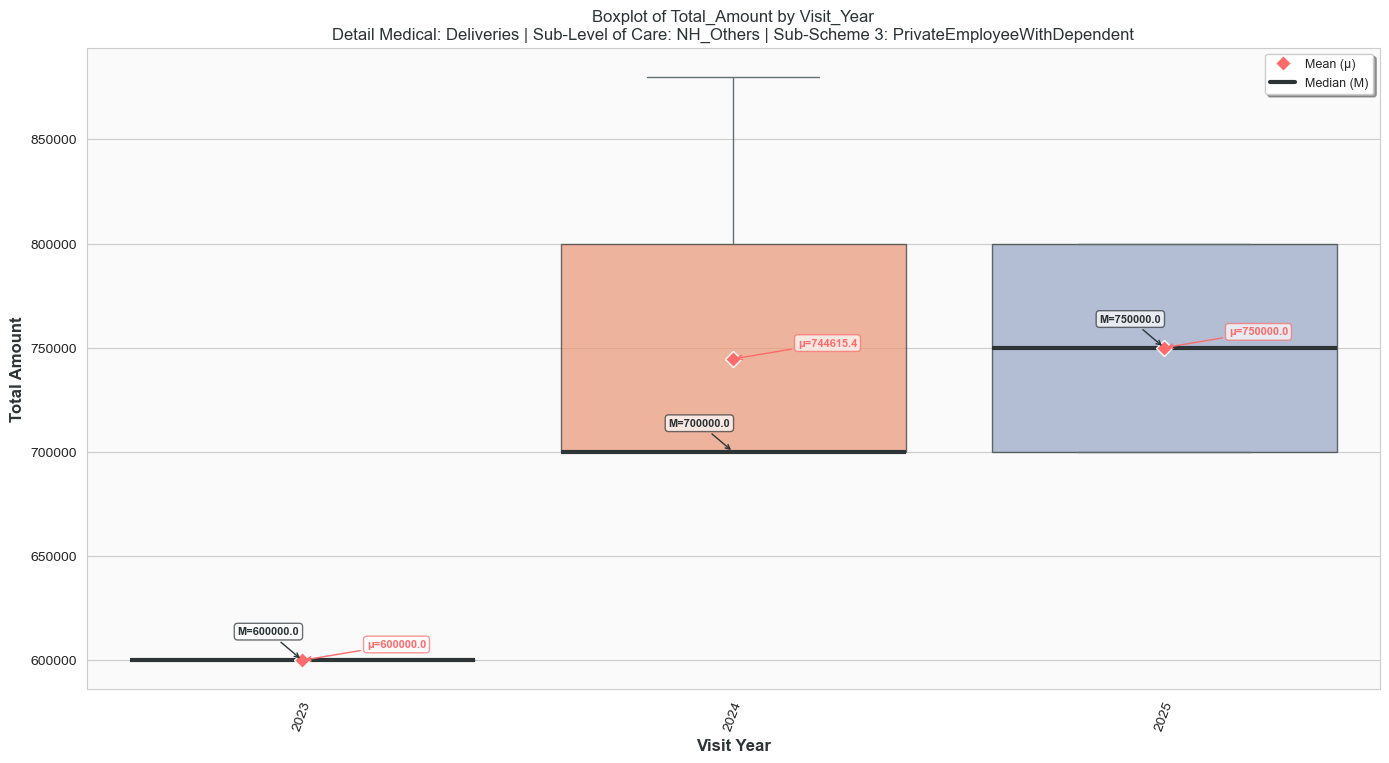 Boxplot of Total_Amount by Visit_Year
Detail Medical: Deliveries | Sub-Level of Care: NH_Others | Sub-Scheme 3: PrivateEmployeeWithDependent
Mean (μ)
Median (M)
850000
800000
750000
700000
650000
600000
Total Amount
M=600000.0
μ=600000.0
M=700000.0
μ=744615.4
M=750000.0
μ=750000.0
2023
2024
2025
Visit Year